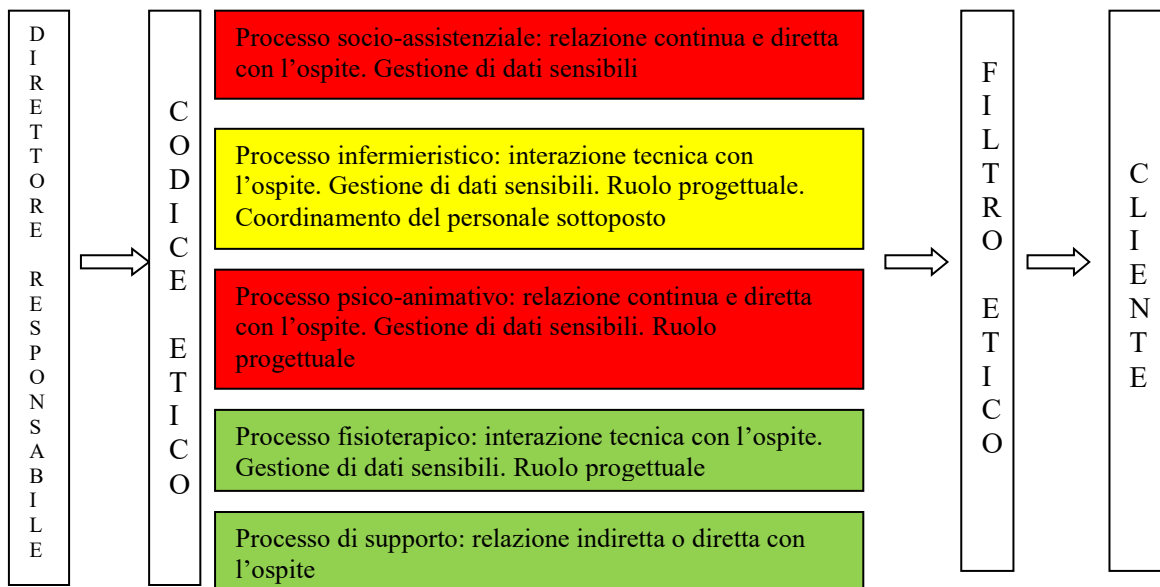 DIRETTORE RESPONSABILE
CODICE ETICO
Processo socio-assistenziale: relazione continua e diretta
con l'ospite. Gestione di dati sensibili
Processo infermieristico: interazione tecnica con
l'ospite. Gestione di dati sensibili. Ruolo progettuale.
Coordinamento del personale sottoposto
Processo psico-animativo: relazione continua e diretta
con l'ospite. Gestione di dati sensibili. Ruolo
progettuale
Processo fisioterapico: interazione tecnica con l'ospite.
Gestione di dati sensibili. Ruolo progettuale
Processo di supporto: relazione indiretta o diretta con
l'ospite
FILTRO ETICO
CLIENTE